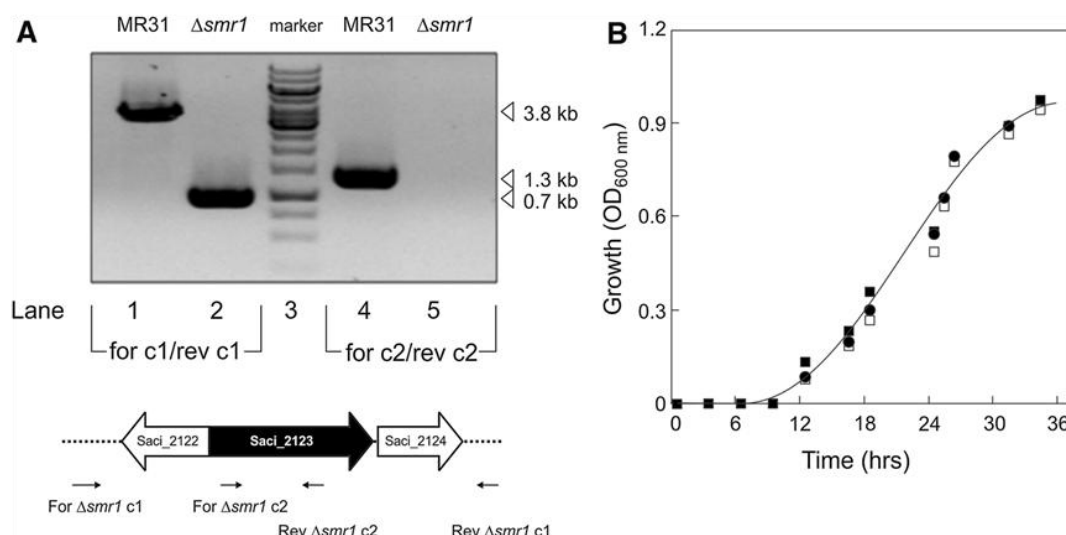 A
MR31 Δsmr1 marker MR31 Δsmr1
3.8 kb
1.3 kb
0.7 kb
Lane 1 2 3 4 5
for c1/rev c1 for c2/rev c2
Saci_2122 Saci_2123 Saci_2124
For Δsmr1 c1 For Δsmr1 c2
Rev Δsmr1 c2 Rev Δsmr1 c1
B
Growth (OD600 nm)
1.2
0.9
0.6
0.3
0
0 6 12 18 24 30 36
Time (hrs)